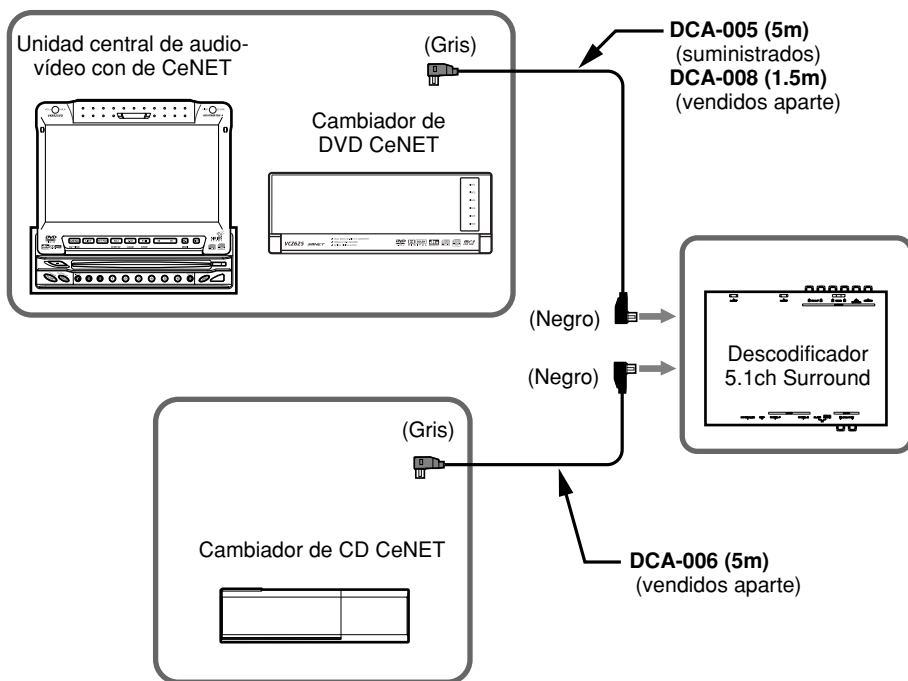 Unidad central de audio-
vídeo con de CeNET
(Gris)
DCA-005 (5m)
(suministrados)
DCA-008 (1.5m)
(vendidos aparte)
Cambiador de
DVD CeNET
VCZ625
(Negro)
(Negro)
Descodificador
5.1ch Surround
(Gris)
Cambiador de CD CeNET
DCA-006 (5m)
(vendidos aparte)